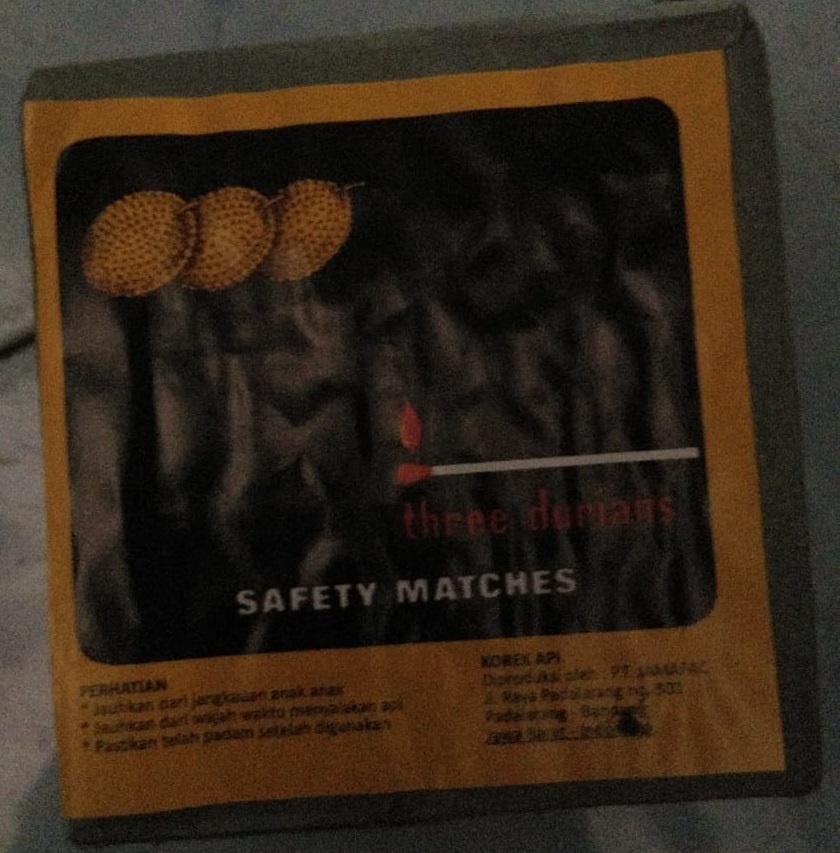 three durians
SAFETY MATCHES
PERHATIAN
* Jauhkan dari jangkauan anak anak
* Jauhkan dari wajah waktu menyalakan api
* Pastikan telah padam setelah digunakan
KOREK API
Diproduksi oleh : PT
Jl. Raya Padalarang no. 501
Padalarang - Bandung
Jawa Barat - Indonesia